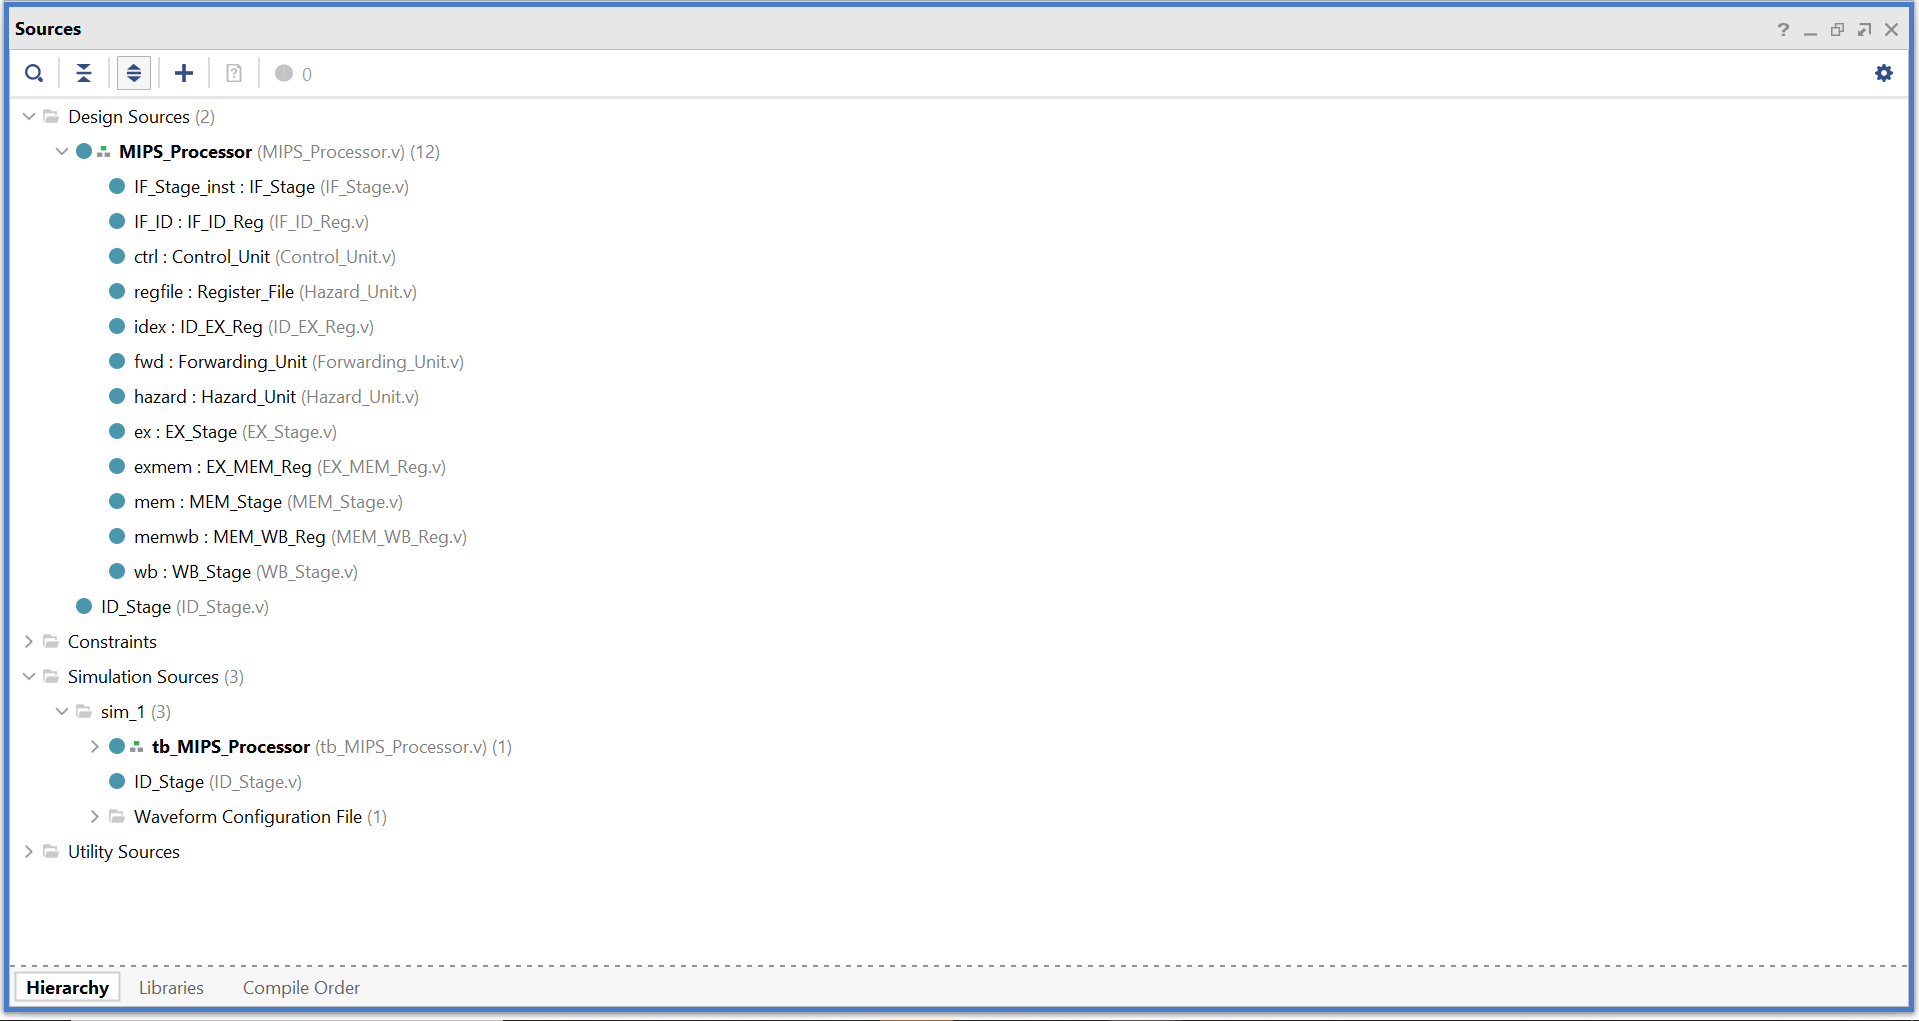 Sources
0
Design Sources (2)
MIPS_Processor (MIPS_Processor.v) (12)
IF_Stage_inst : IF_Stage (IF_Stage.v)
IF_ID : IF_ID_Reg (IF_ID_Reg.v)
ctrl : Control_Unit (Control_Unit.v)
regfile : Register_File (Hazard_Unit.v)
idex : ID_EX_Reg (ID_EX_Reg.v)
fwd : Forwarding_Unit (Forwarding_Unit.v)
hazard : Hazard_Unit (Hazard_Unit.v)
ex : EX_Stage (EX_Stage.v)
exmem : EX_MEM_Reg (EX_MEM_Reg.v)
mem : MEM_Stage (MEM_Stage.v)
memwb : MEM_WB_Reg (MEM_WB_Reg.v)
wb : WB_Stage (WB_Stage.v)
ID_Stage (ID_Stage.v)
Constraints
Simulation Sources (3)
sim_1 (3)
tb_MIPS_Processor (tb_MIPS_Processor.v) (1)
ID_Stage (ID_Stage.v)
Waveform Configuration File (1)
Utility Sources
Hierarchy Libraries Compile Order